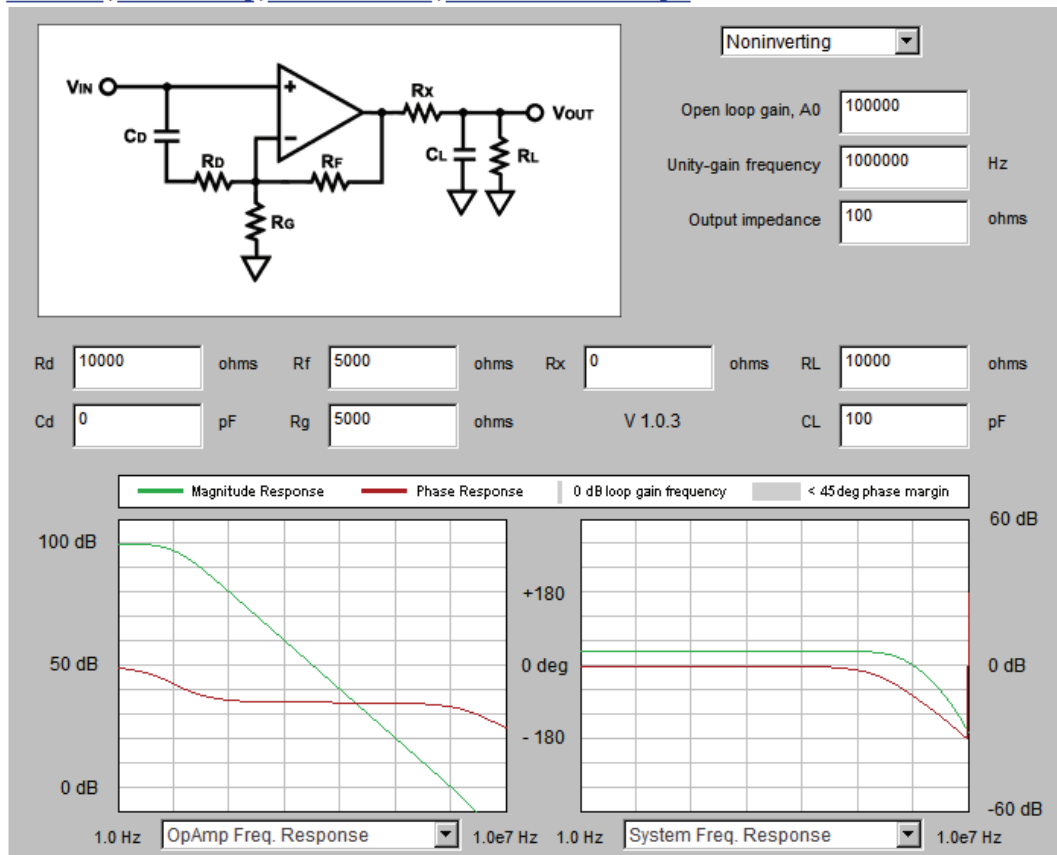 Noninverting
VIN
CD
RD
RF
RG
RX
CL
RL
VOUT
+
−
Open loop gain, A0 100000
Unity-gain frequency 1000000 Hz
Output impedance 100 ohms
Rd 10000 ohms Rf 5000 ohms Rx 0 ohms RL 10000 ohms
Cd 0 pF Rg 5000 ohms V 1.0.3 CL 100 pF
Magnitude Response Phase Response 0 dB loop gain frequency < 45deg phase margin
100 dB
50 dB
0 dB
+180
0 deg
- 180
60 dB
0 dB
-60 dB
1.0 Hz OpAmp Freq. Response 1.0e7 Hz 1.0 Hz System Freq. Response 1.0e7 Hz